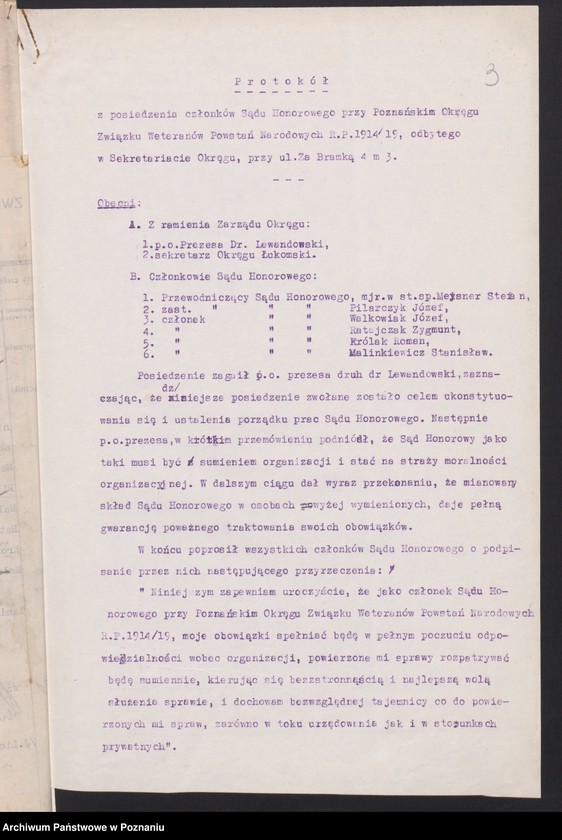 3
Protokół
z posiedzenia członków Sądu Honorowego przy Poznańskim Okręgu
Związku Weteranów Powstań Narodowych R.P.1914/19, odbytego
w Sekretariacie Okręgu, przy ul.Za Bramką 4 m 3.
- - -
Obecni:
A. Z ramienia Zarządu Okręgu:
1.p.o.Prezesa Dr. Lewandowski,
2.sekretarz Okręgu Łukomski.
B. Członkowie Sądu Honorowego:
1. Przewodniczący Sądu Honorowego, mjr.w st.sp.Meysner Stefan,
2. zast. " " " Pilarczyk Józef,
3. członek " " Walkowiak Józef,
4. " " " Ratajczak Zygmunt,
5. " " " Królak Roman,
6. " " " Malinkiewicz Stanisław.
Posiedzenie zagaił p.o. prezesa druh dr Lewandowski,zazna-
dz/
czając, że niniejsze posiedzenie zwołane zostało celem ukonstytuo-
wania się i ustalenia porządku prac Sądu Honorowego. Następnie
p.o.prezesa,w krótkim przemówieniu podniósł, że Sąd Honorowy jako
taki musi być sumieniem organizacji i stać na straży moralności
organizacyjnej. W dalszym ciągu dał wyraz przekonaniu, że mianowany
skład Sądu Honorowego w osobach powyżej wymienionych, daje pełną
gwarancję poważnego traktowania swoich obowiązków.
W końcu poprosił wszystkich członków Sądu Honorowego o podpi-
sanie przez nich następującego przyrzeczenia:
" Niniej zym zapewniam uroczyście, że jako członek Sądu Ho-
norowego przy Poznańskim Okręgu Związku Weteranów Powstań Narodowych
R.P.1914/19, moje obowiązki spełniać będę w pełnym poczuciu odpo-
wiedzialności wobec organizacji, powierzone mi sprawy rozpatrywać
będę sumiennie, kierując się bezzstronnąścią i najlepszą wolą
służenia sprawie, i dochowam bezwzględnej tajemnicy co do powie-
rzonych mi spraw, zarówno w toku urzędowania jak i w stosunkach
prywatnych".
Archiwum Państwowe w Poznaniu